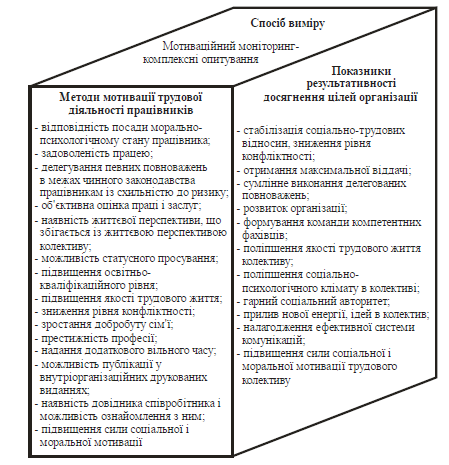 Спосіб виміру
Мотиваційний моніторинг-
комплексні опитування
Методи мотивації трудової
діяльності працівників
- відповідність посади морально-
психологічному стану працівника;
- задоволеність працею;
- делегування певних повноважень
в межах чинного законодавства
працівникам із схильністю до ризику;
- об'єктивна оцінка праці і заслуг;
- наявність життєвої перспективи, що
збігається із життєвою перспективою
колективу;
- можливість статусного просування;
- підвищення освітньо-
кваліфікаційного рівня;
- підвищення якості трудового життя;
- зниження рівня конфліктності;
- зростання добробуту сім'ї;
- престижність професії;
- надання додаткового вільного часу;
- можливість публікації у
внутріорганізаційних друкованих
виданнях;
- наявність довідника співробітника і
можливість ознайомлення з ним;
- підвищення сили соціальної і
моральної мотивації
Показники
результативності
досягнення цілей організації
- стабілізація соціально-трудових
відносин, зниження рівня
конфліктності;
- отримання максимальної віддачі;
- сумлінне виконання делегованих
повноважень;
- розвиток організації;
- формування команди компетентних
фахівців;
- поліпшення якості трудового життя
колективу;
- поліпшення соціально-
психологічного клімату в колективі;
- гарний соціальний авторитет;
- прилив нової енергії, ідей в колектив;
- налагодження ефективної системи
комунікацій;
- підвищення сили соціальної і
моральної мотивації трудового
колективу